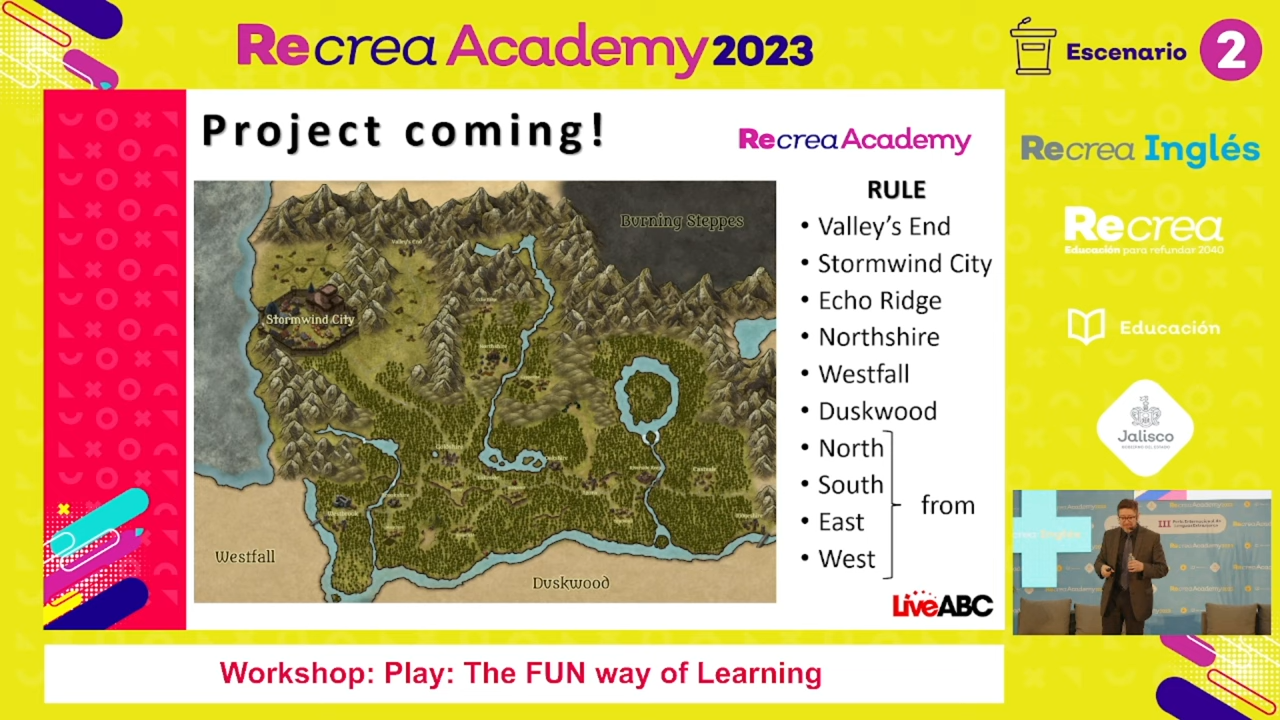 Recrea Academy 2023
Escenario 2
Project coming!
Recrea Academy
Valley's End
Burning Steppes
Stormwind City
Westfall
Duskwood
RULE
• Valley's End
• Stormwind City
• Echo Ridge
• Northshire
• Westfall
• Duskwood
• North
• South
• East
• West
from
LiveABC
Recrea Inglés
Recrea
Educación para refundar 2040
Educación
Jalisco
Workshop: Play: The FUN way of Learning